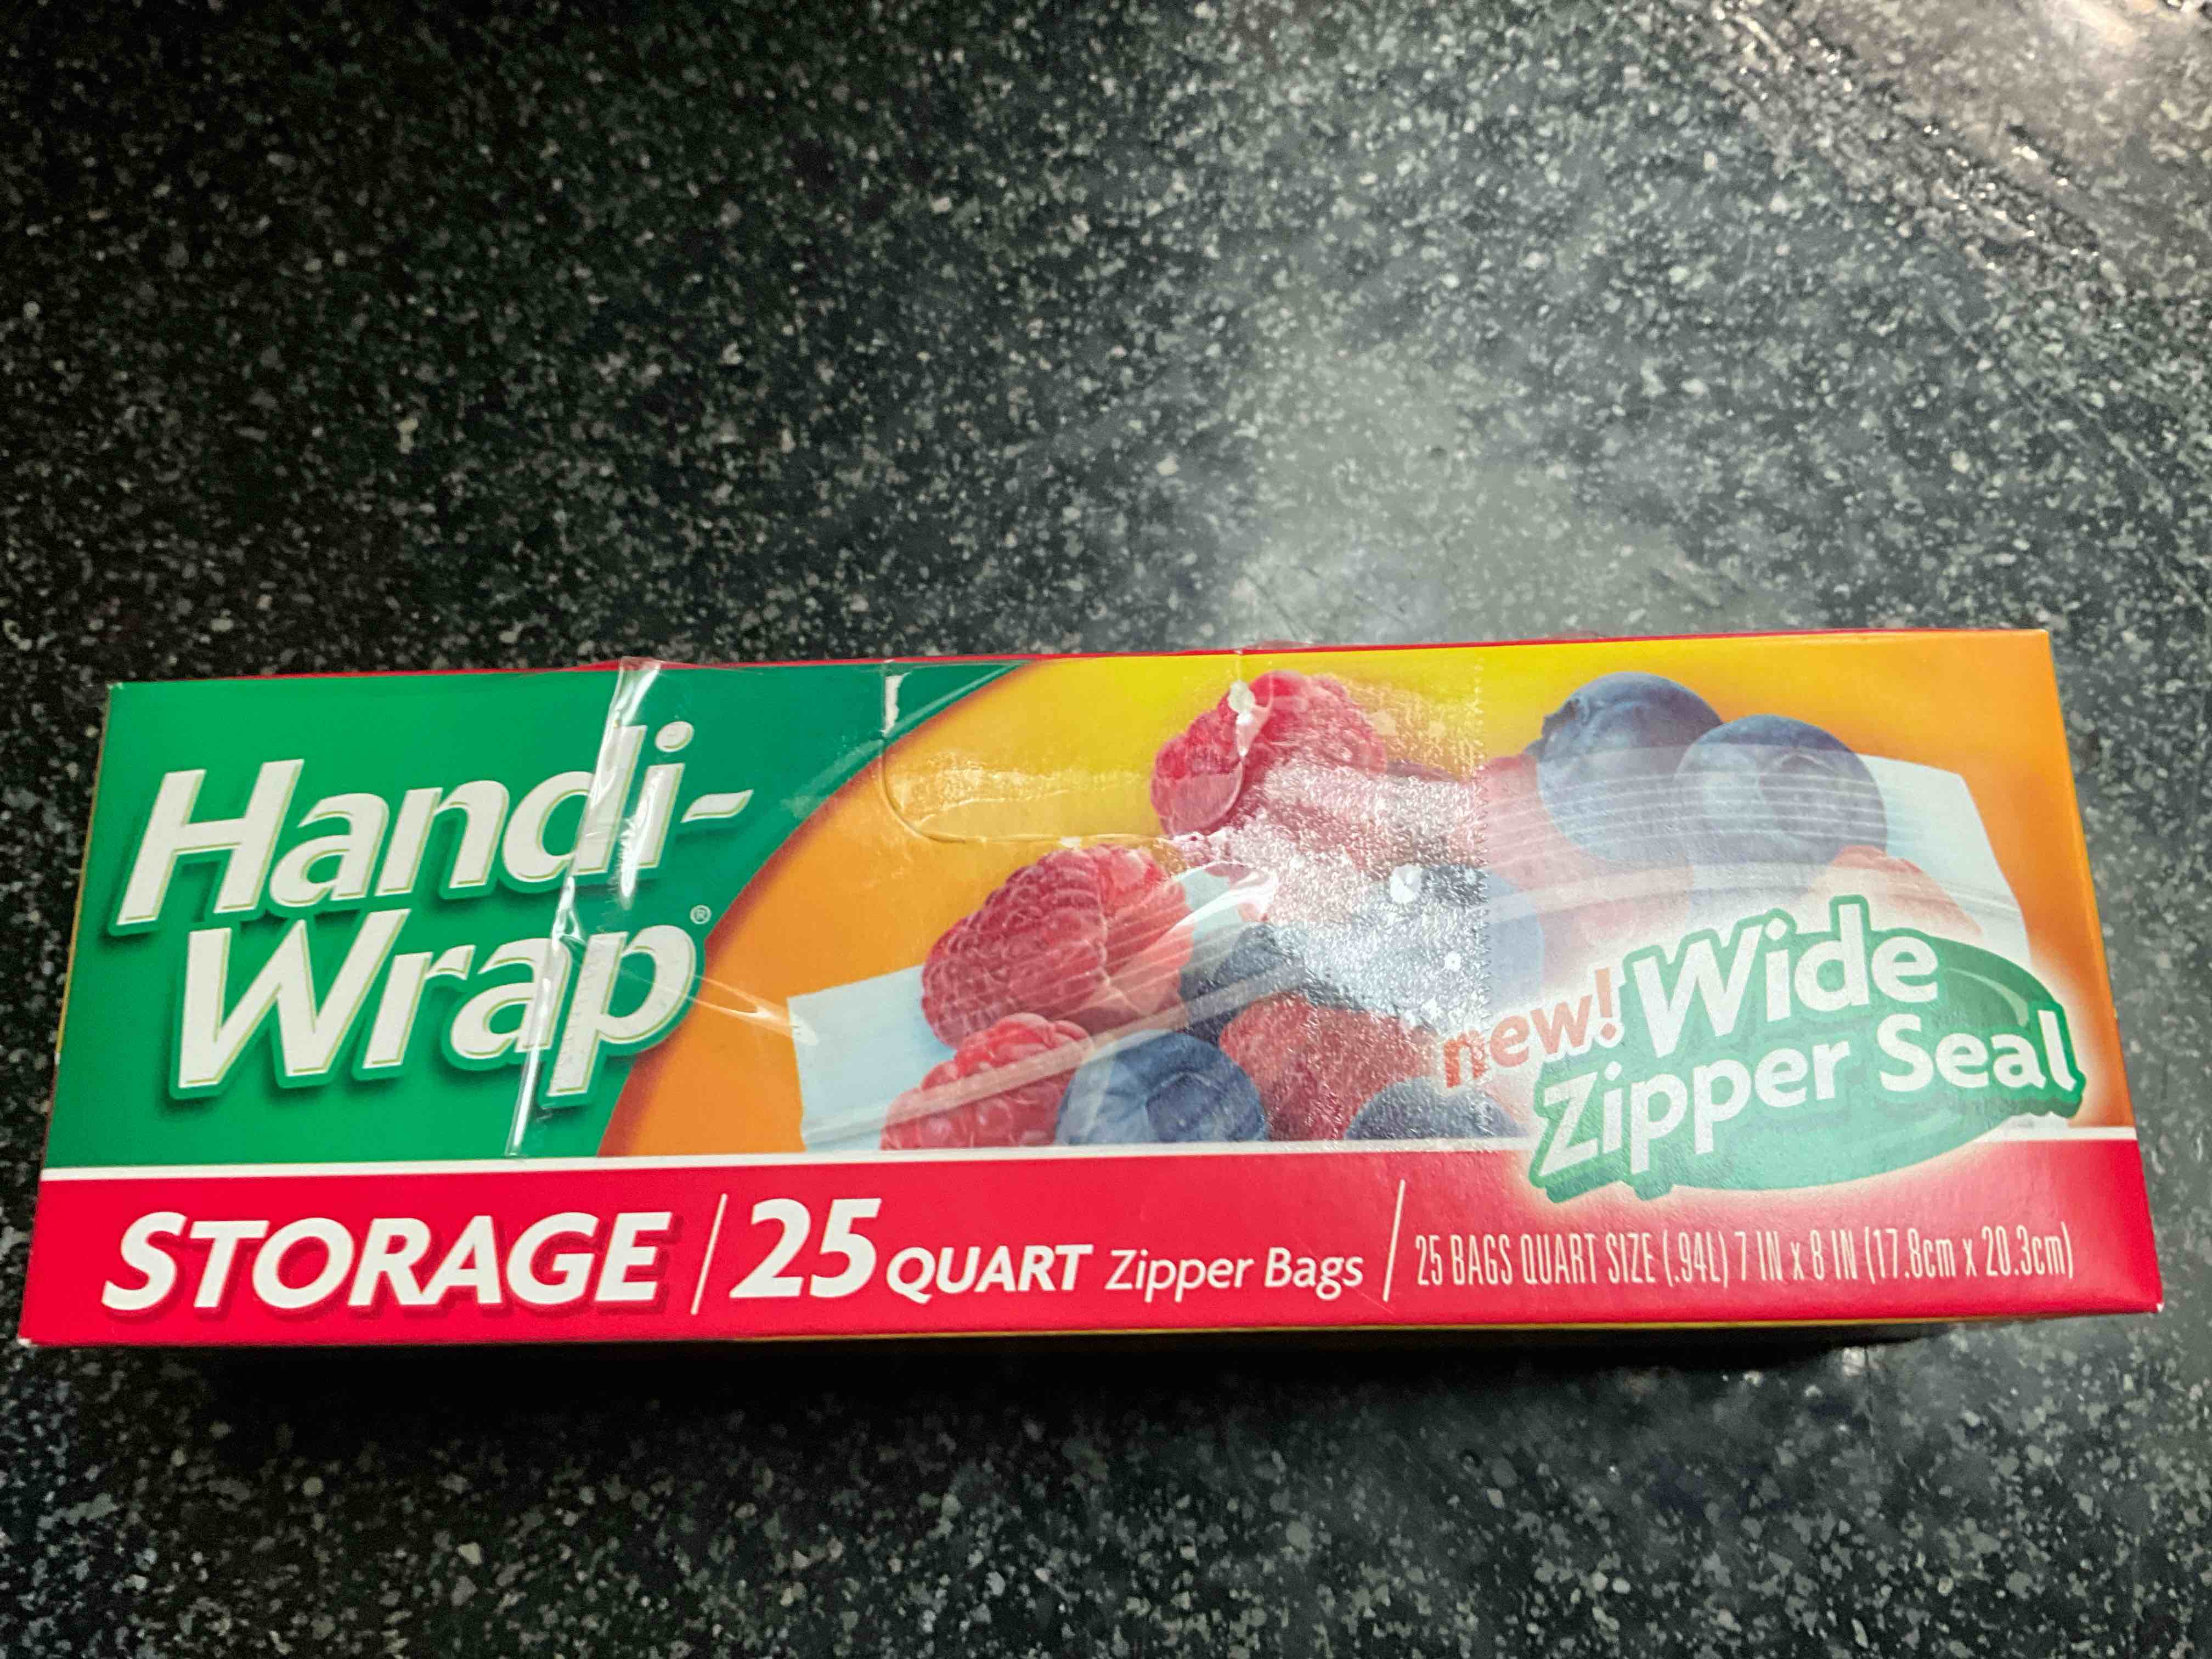 Handi-
Wrap®
new! Wide
Zipper Seal
STORAGE | 25 QUART Zipper Bags / 25 BAGS QUART SIZE (.94L) 7 IN x 8 IN (17.8cm x 20.3cm)